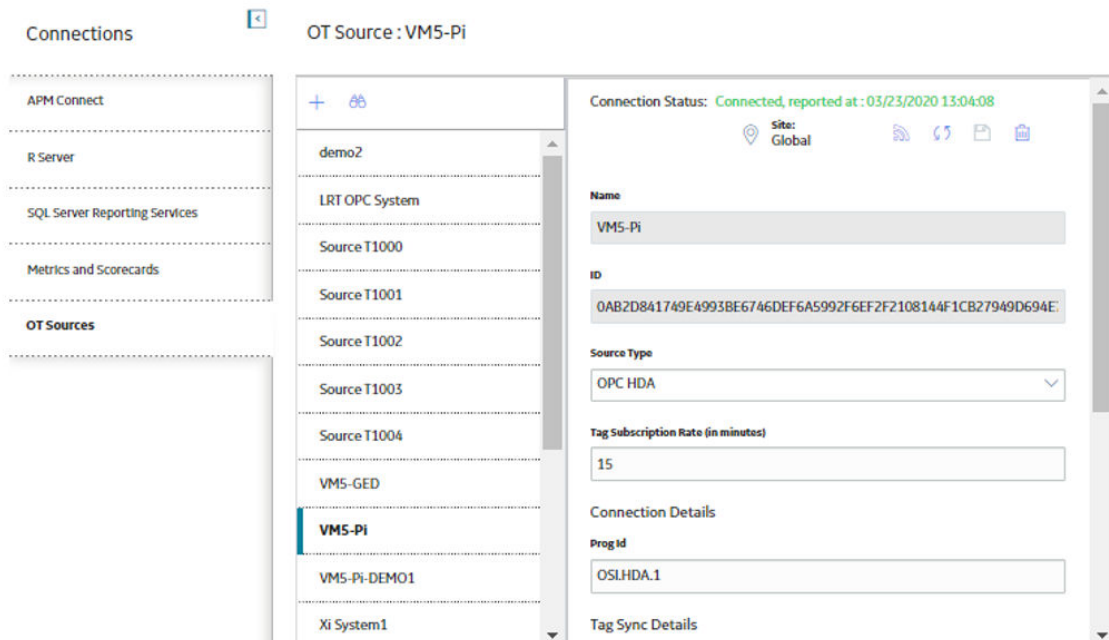 Connections
OT Source : VM5-Pi
APM Connect
R Server
SQL Server Reporting Services
Metrics and Scorecards
OT Sources
demo2
LRT OPC System
Source T1000
Source T1001
Source T1002
Source T1003
Source T1004
VM5-GED
VM5-Pi
VM5-Pi-DEMO1
Xi System1
Connection Status: Connected, reported at : 03/23/2020 13:04:08
Site:
Global
Name
VM5-Pi
ID
0AB2D841749E4993BE6746DEF6A5992F6EF2F2108144F1CB27949D694E
Source Type
OPC HDA
Tag Subscription Rate (in minutes)
15
Connection Details
Prog Id
OSI.HDA.1
Tag Sync Details